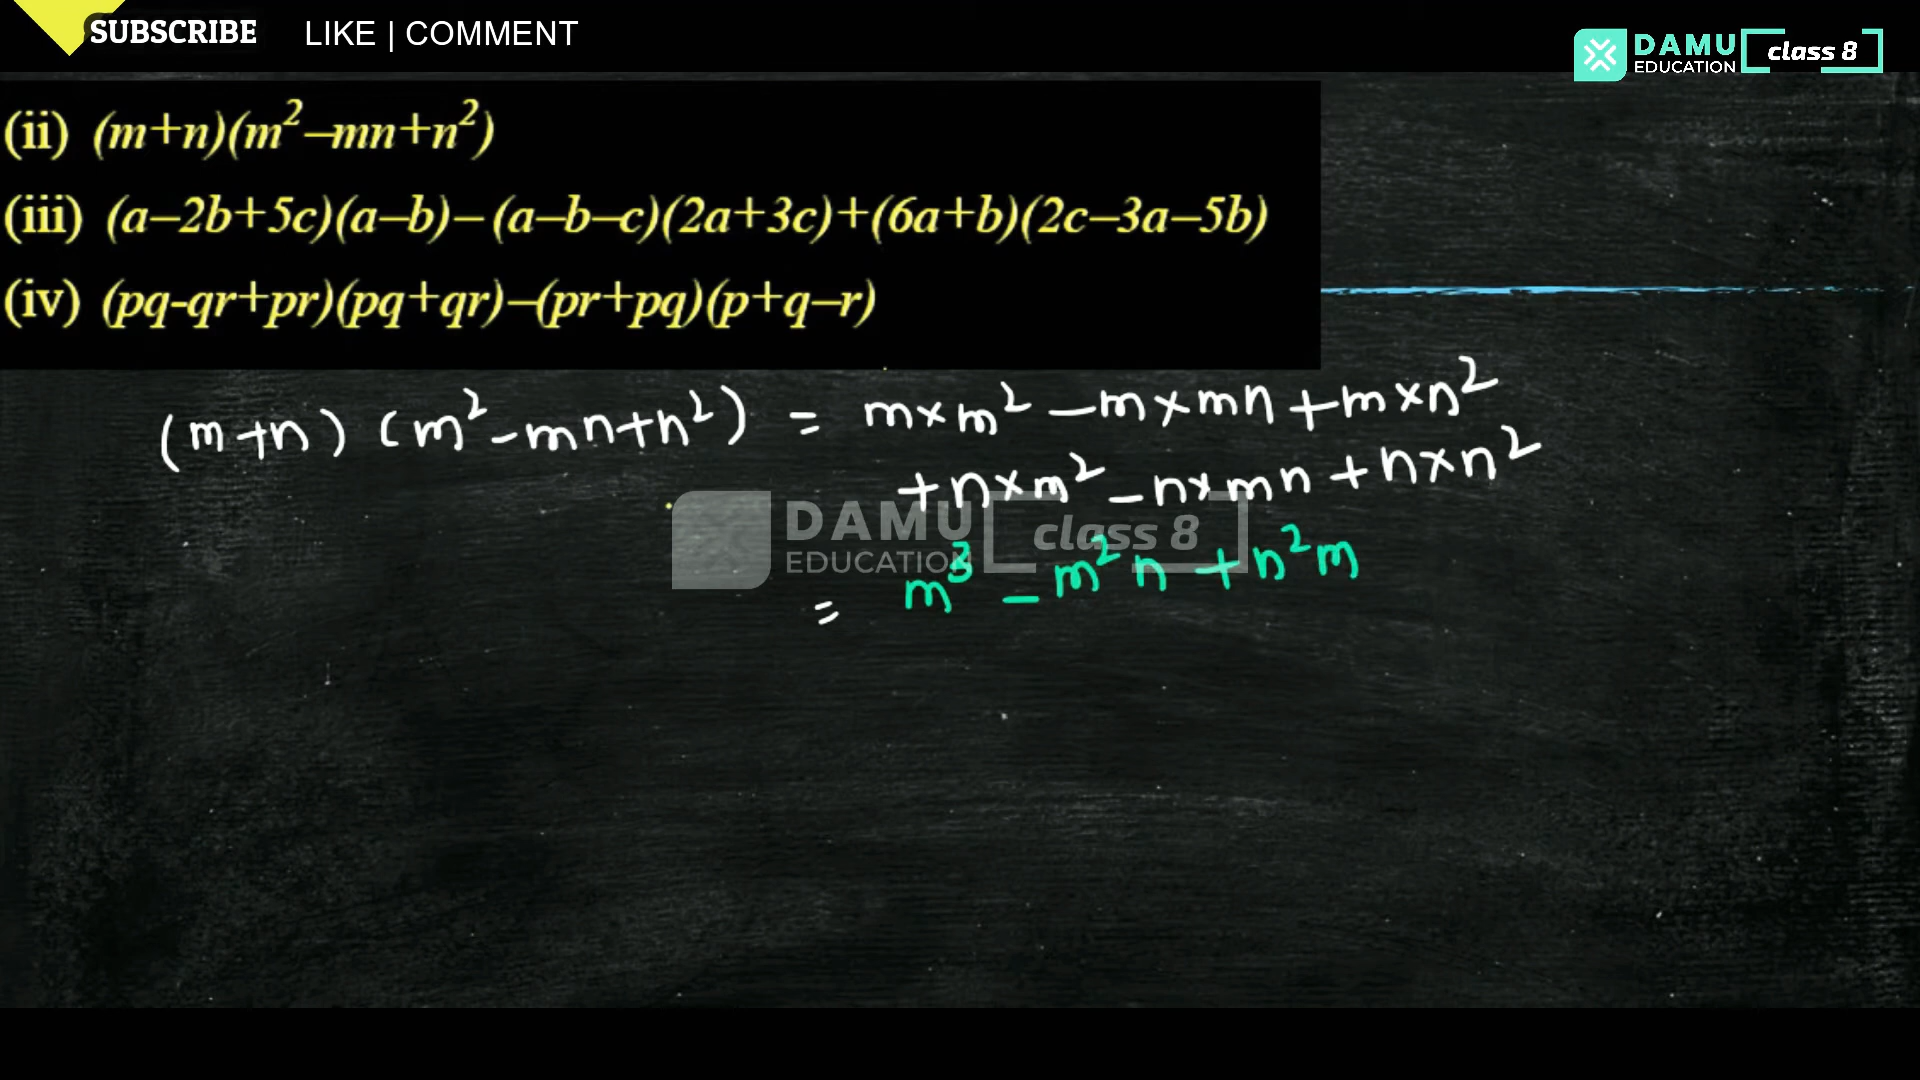 SUBSCRIBE LIKE | COMMENT
DAMU EDUCATION class 8
(ii) (m+n)(m²–mn+n²)
(iii) (a–2b+5c)(a–b)–(a–b–c)(2a+3c)+(6a+b)(2c–3a–5b)
(iv) (pq-qr+pr)(pq+qr)–(pr+pq)(p+q–r)
(m+n) (m²-mn+n²) = m×m² –m×mn +m×n²
+n×m² –n×mn +n×n²
DAMU EDUCATION class 8
= m³ – m²n +n²m